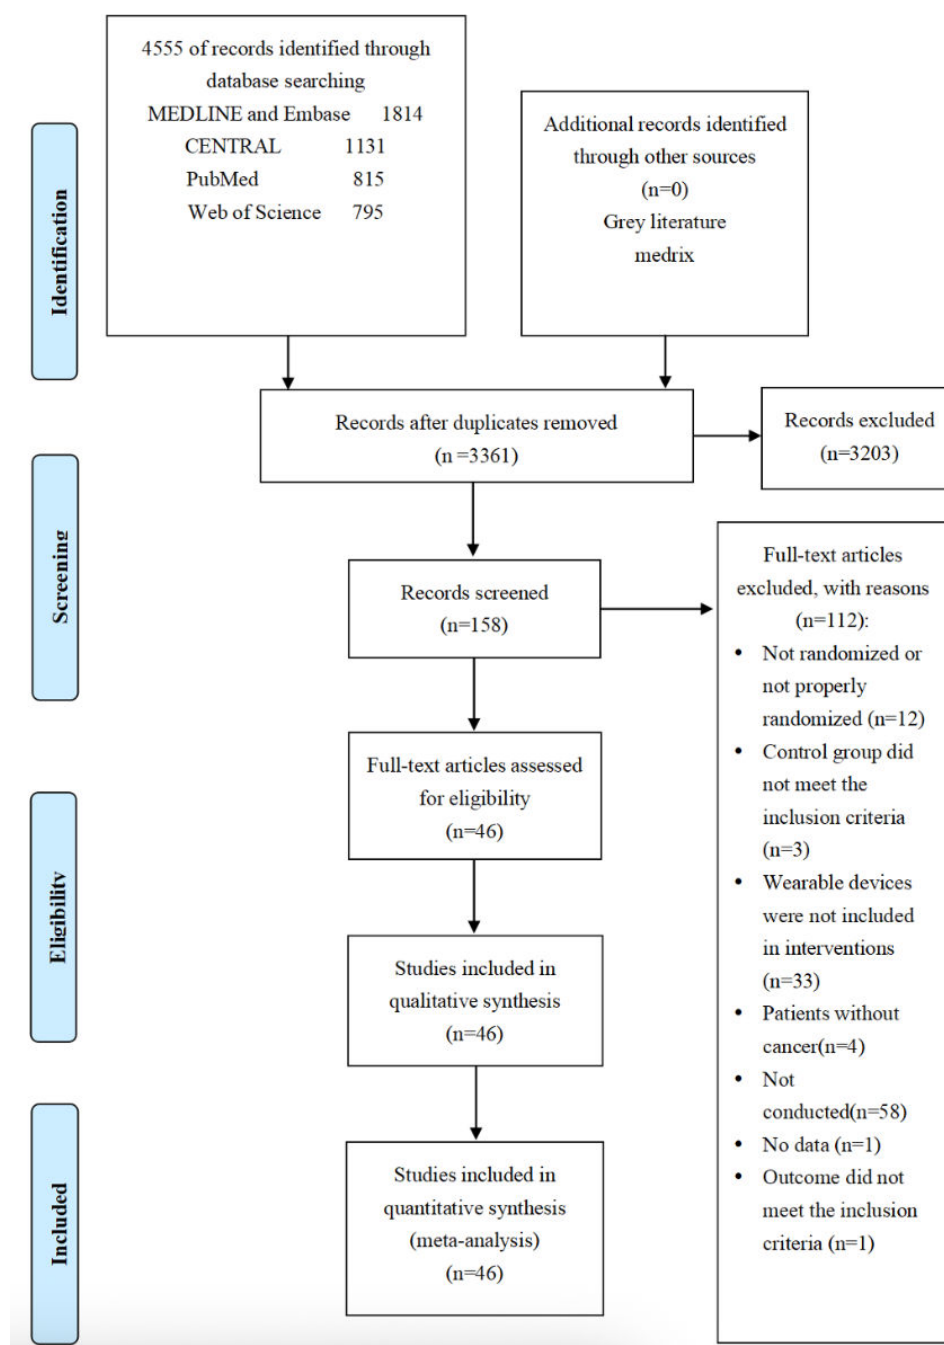 4555 of records identified through
database searching
MEDLINE and Embase 1814
CENTRAL 1131
PubMed 815
Web of Science 795
Additional records identified
through other sources
(n=0)
Grey literature
medrix
Identification
Records after duplicates removed
(n =3361)
Records excluded
(n=3203)
Screening
Records screened
(n=158)
Full-text articles
excluded, with reasons
(n=112):
• Not randomized or
not properly
randomized (n=12)
• Control group did
not meet the
inclusion criteria
(n=3)
• Wearable devices
were not included
in interventions
(n=33)
• Patients without
cancer(n=4)
• Not
conducted(n=58)
• No data (n=1)
• Outcome did not
meet the inclusion
criteria (n=1)
Full-text articles assessed
for eligibility
(n=46)
Eligibility
Studies included in
qualitative synthesis
(n=46)
Included
Studies included in
quantitative synthesis
(meta-analysis)
(n=46)